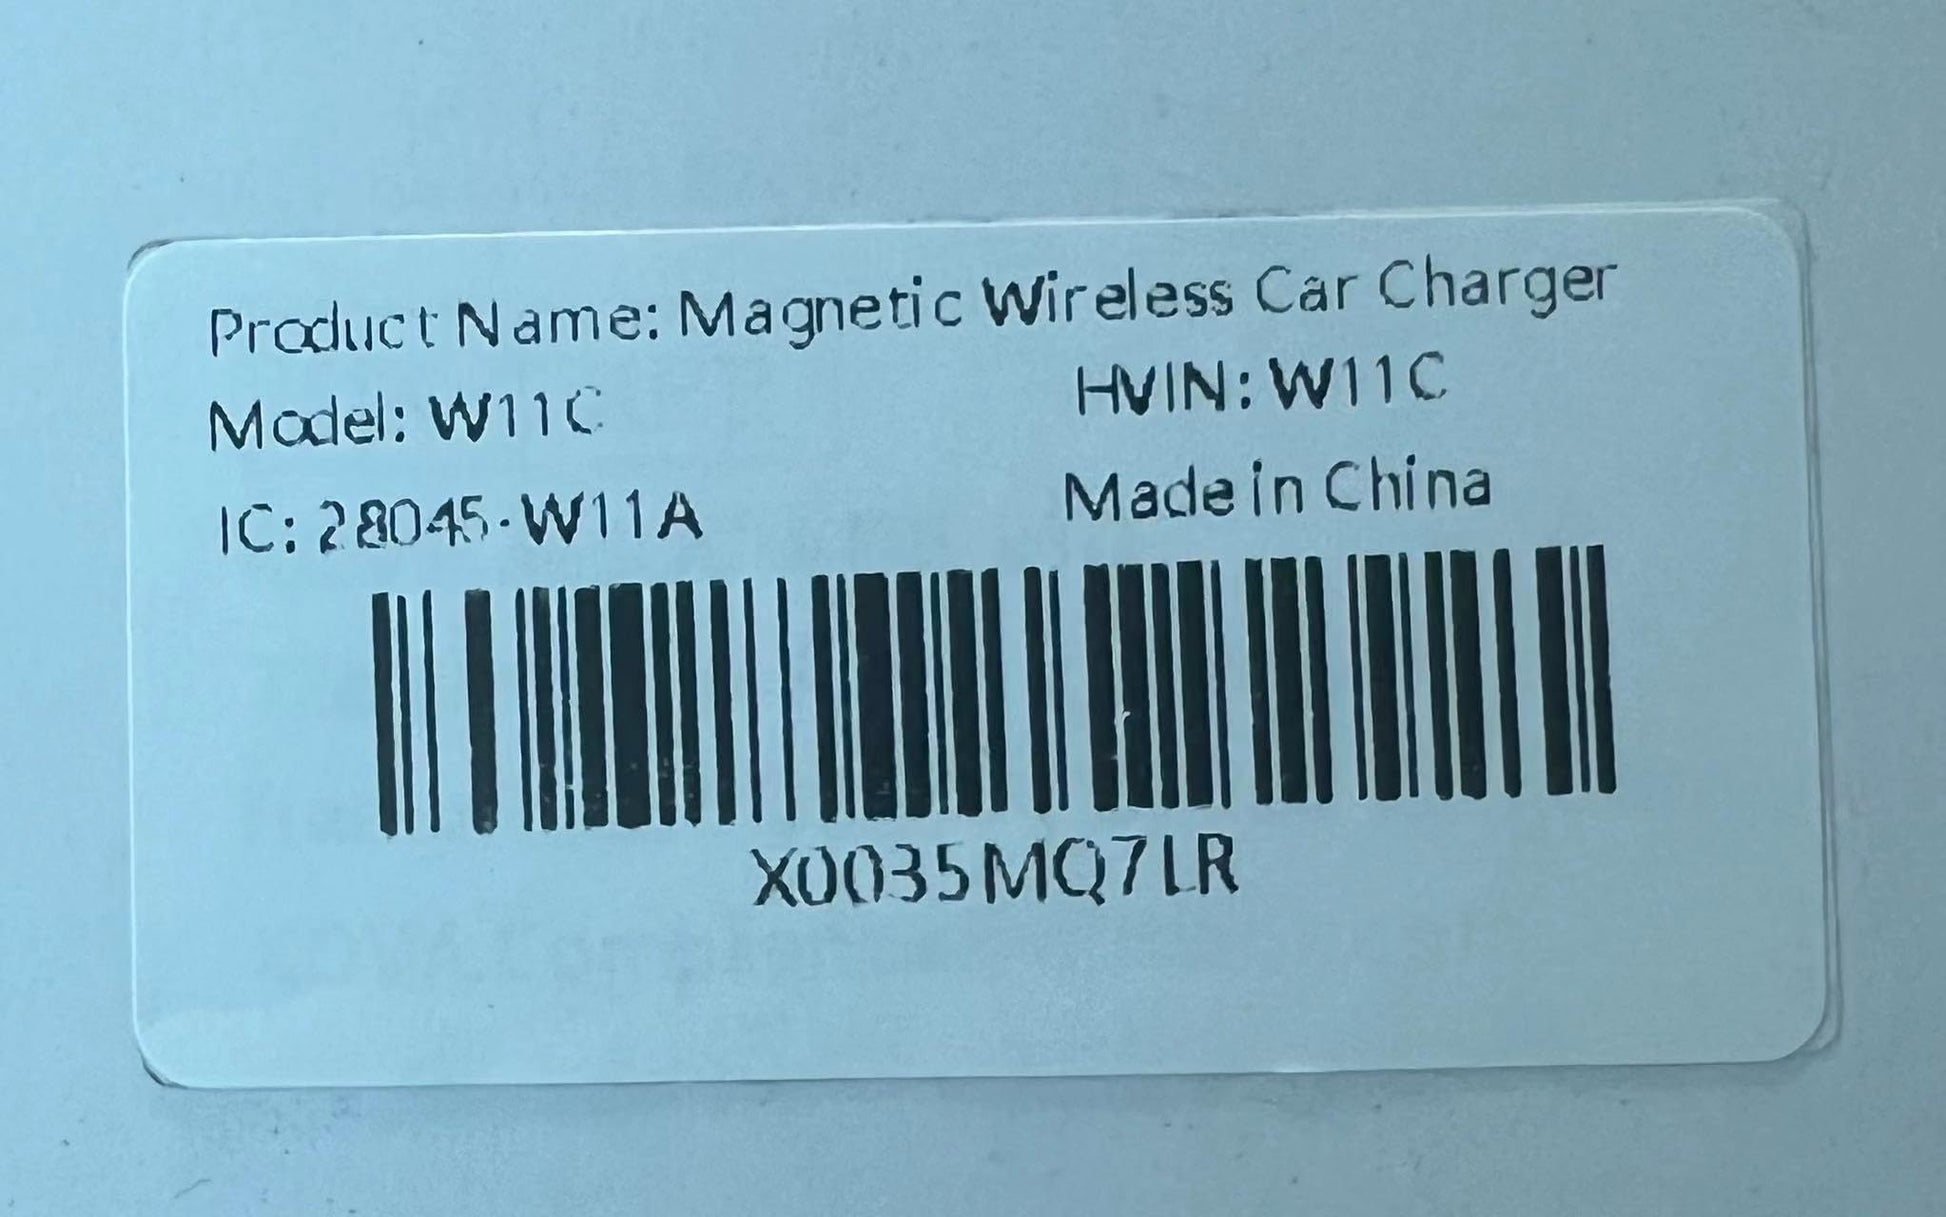 Product Name: Magnetic Wireless Car Charger
Model: W11C
HVIN: W11C
IC: 28045-W11A
Made in China
X0035MQ7LR